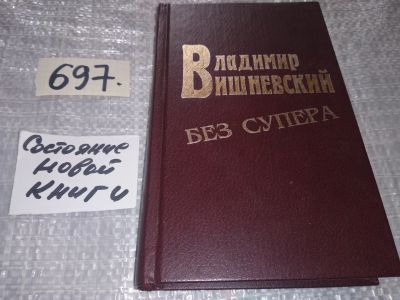 697.
Состояние
новой
книги
Владимир
Вишневский
БЕЗ СУПЕРА